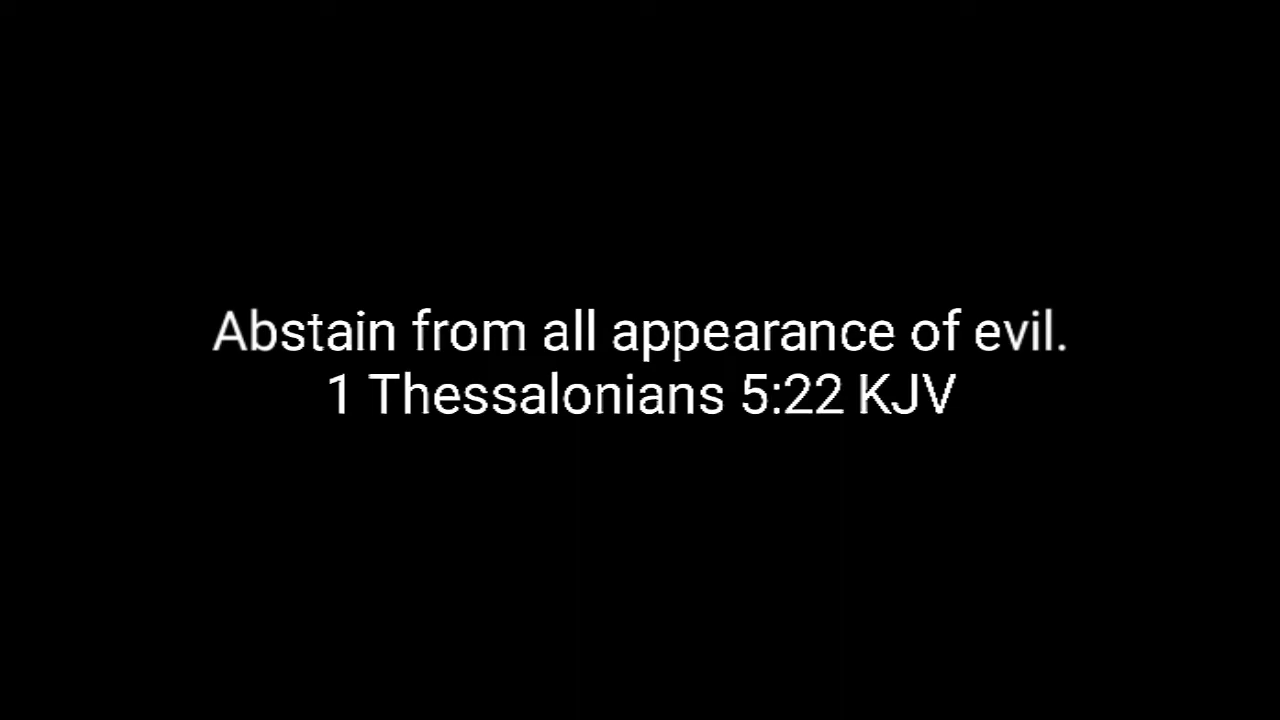 Abstain from all appearance of evil.
1 Thessalonians 5:22 KJV